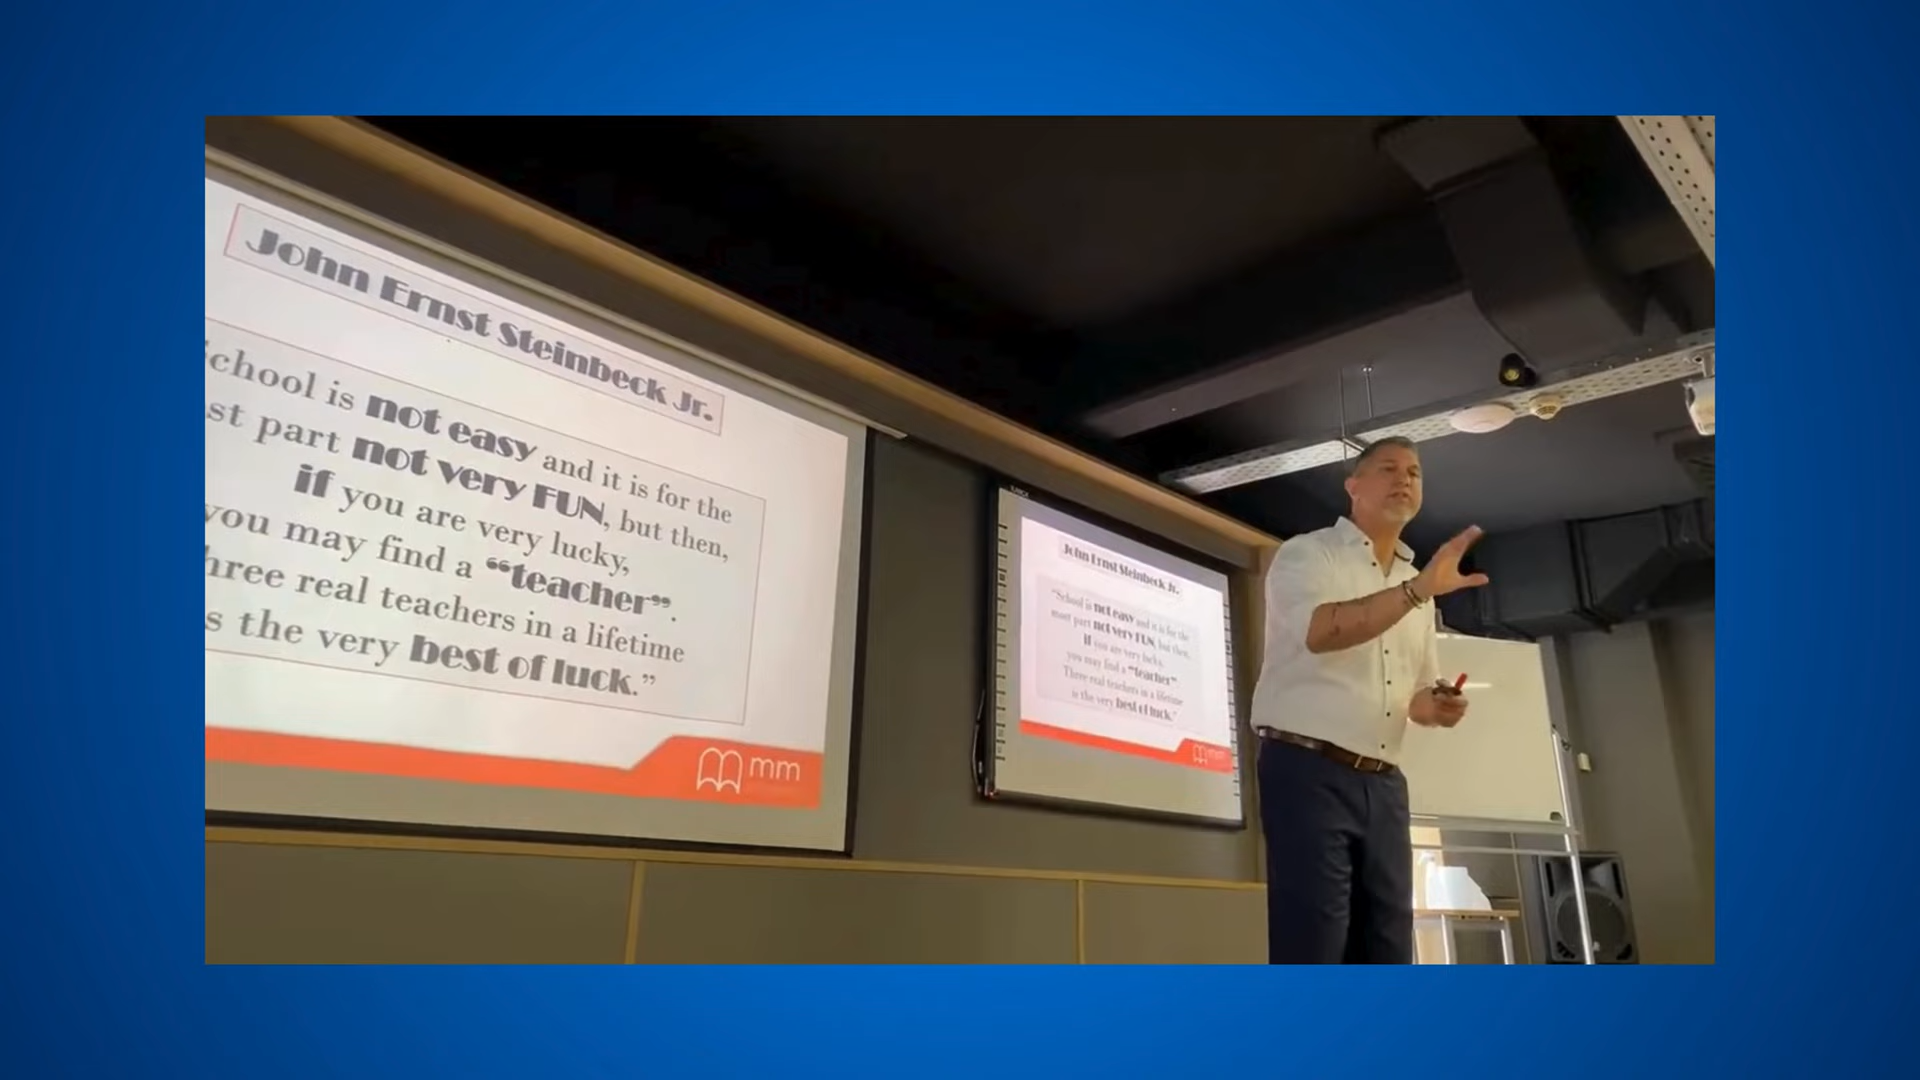 John Ernst Steinbeck Jr.
chool is not easy and it is for the
st part not very FUN, but then,
if you are very lucky,
you may find a “teacher”.
hree real teachers in a lifetime
s the very best of luck.”
mm
John Ernst Steinbeck Jr.
“School is not easy and it is for the
most part not very FUN, but then,
if you are very lucky,
you may find a “teacher”
Three real teachers in a lifetime
is the very best of luck.”
mm